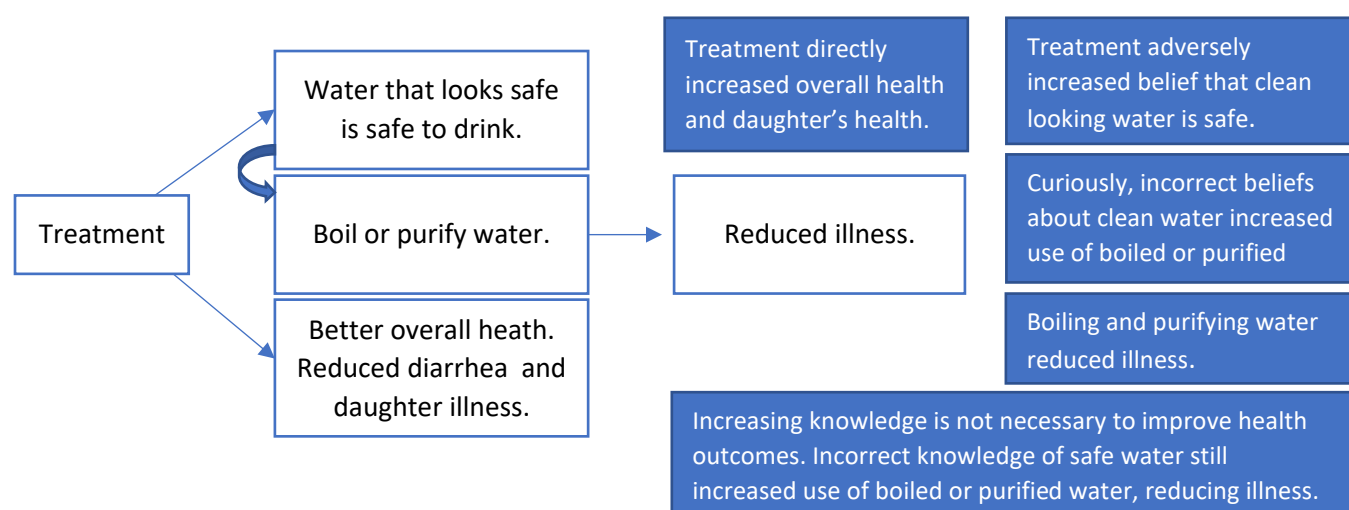 Treatment
Water that looks safe
is safe to drink.
Boil or purify water.
Better overall heath.
Reduced diarrhea and
daughter illness.
Reduced illness.
Treatment directly
increased overall health
and daughter’s health.
Treatment adversely
increased belief that clean
looking water is safe.
Curiously, incorrect beliefs
about clean water increased
use of boiled or purified
Boiling and purifying water
reduced illness.
Increasing knowledge is not necessary to improve health
outcomes. Incorrect knowledge of safe water still
increased use of boiled or purified water, reducing illness.